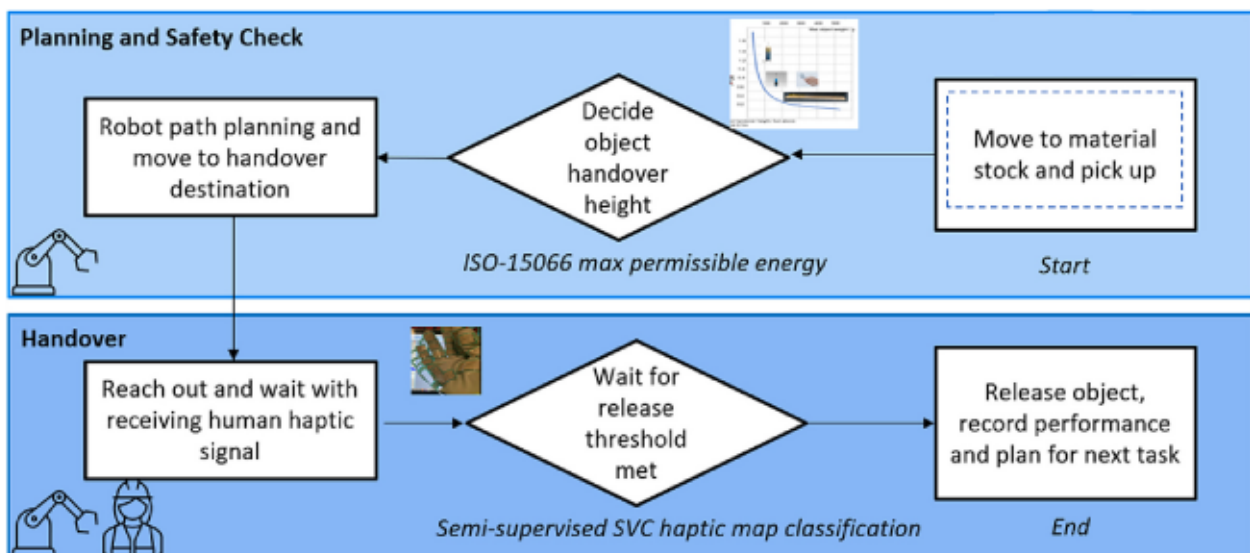 Planning and Safety Check
Move to material
stock and pick up
Start
Decide
object
handover
height
ISO-15066 max permissible energy
Robot path planning and
move to handover
destination
Handover
Reach out and wait with
receiving human haptic
signal
Wait for
release
threshold
met
Semi-supervised SVC haptic map classification
Release object,
record performance
and plan for next task
End